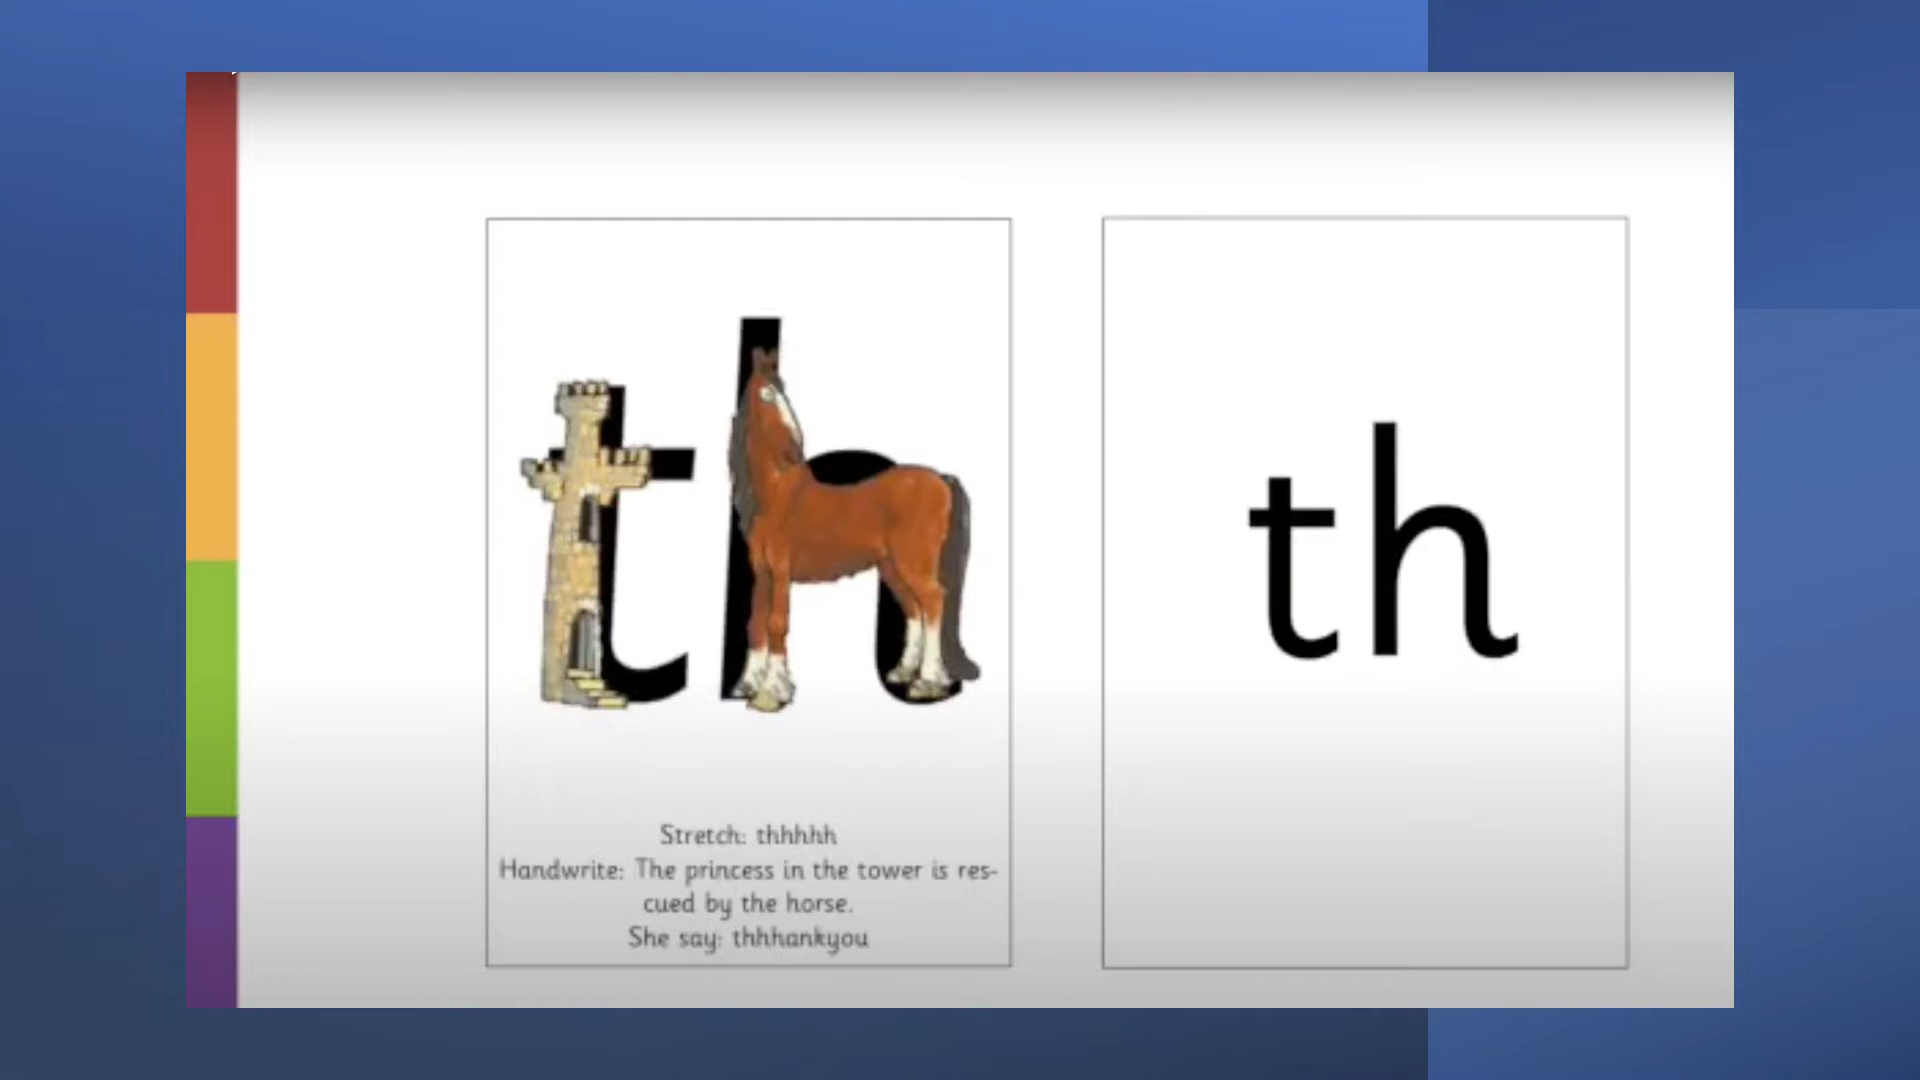 th
Stretch: thhhhh
Handwrite: The princess in the tower is res-
cued by the horse.
She say: thhhankyou
th